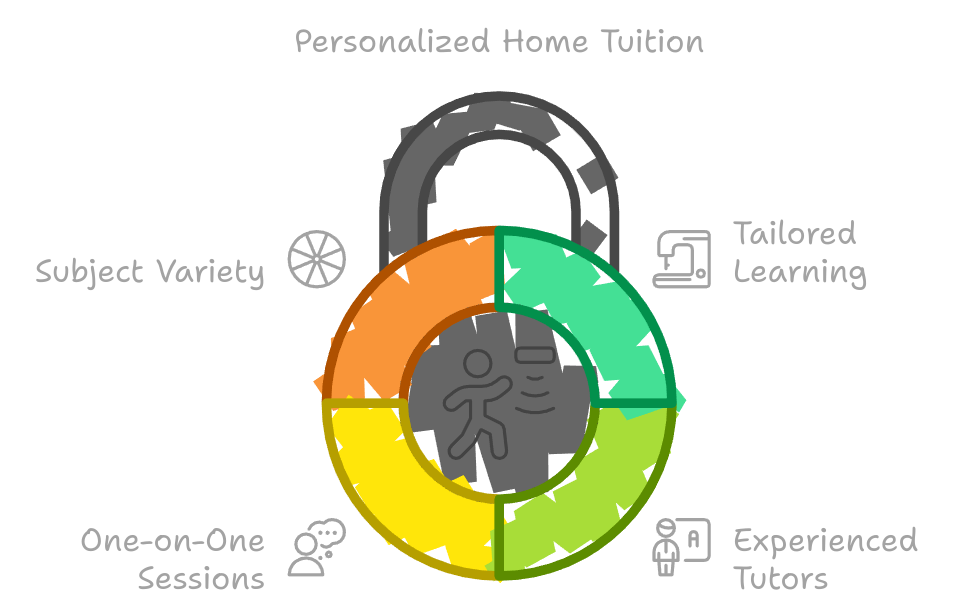 Personalized Home Tuition
Subject Variety
Tailored
Learning
One-on-One
Sessions
A
Experienced
Tutors